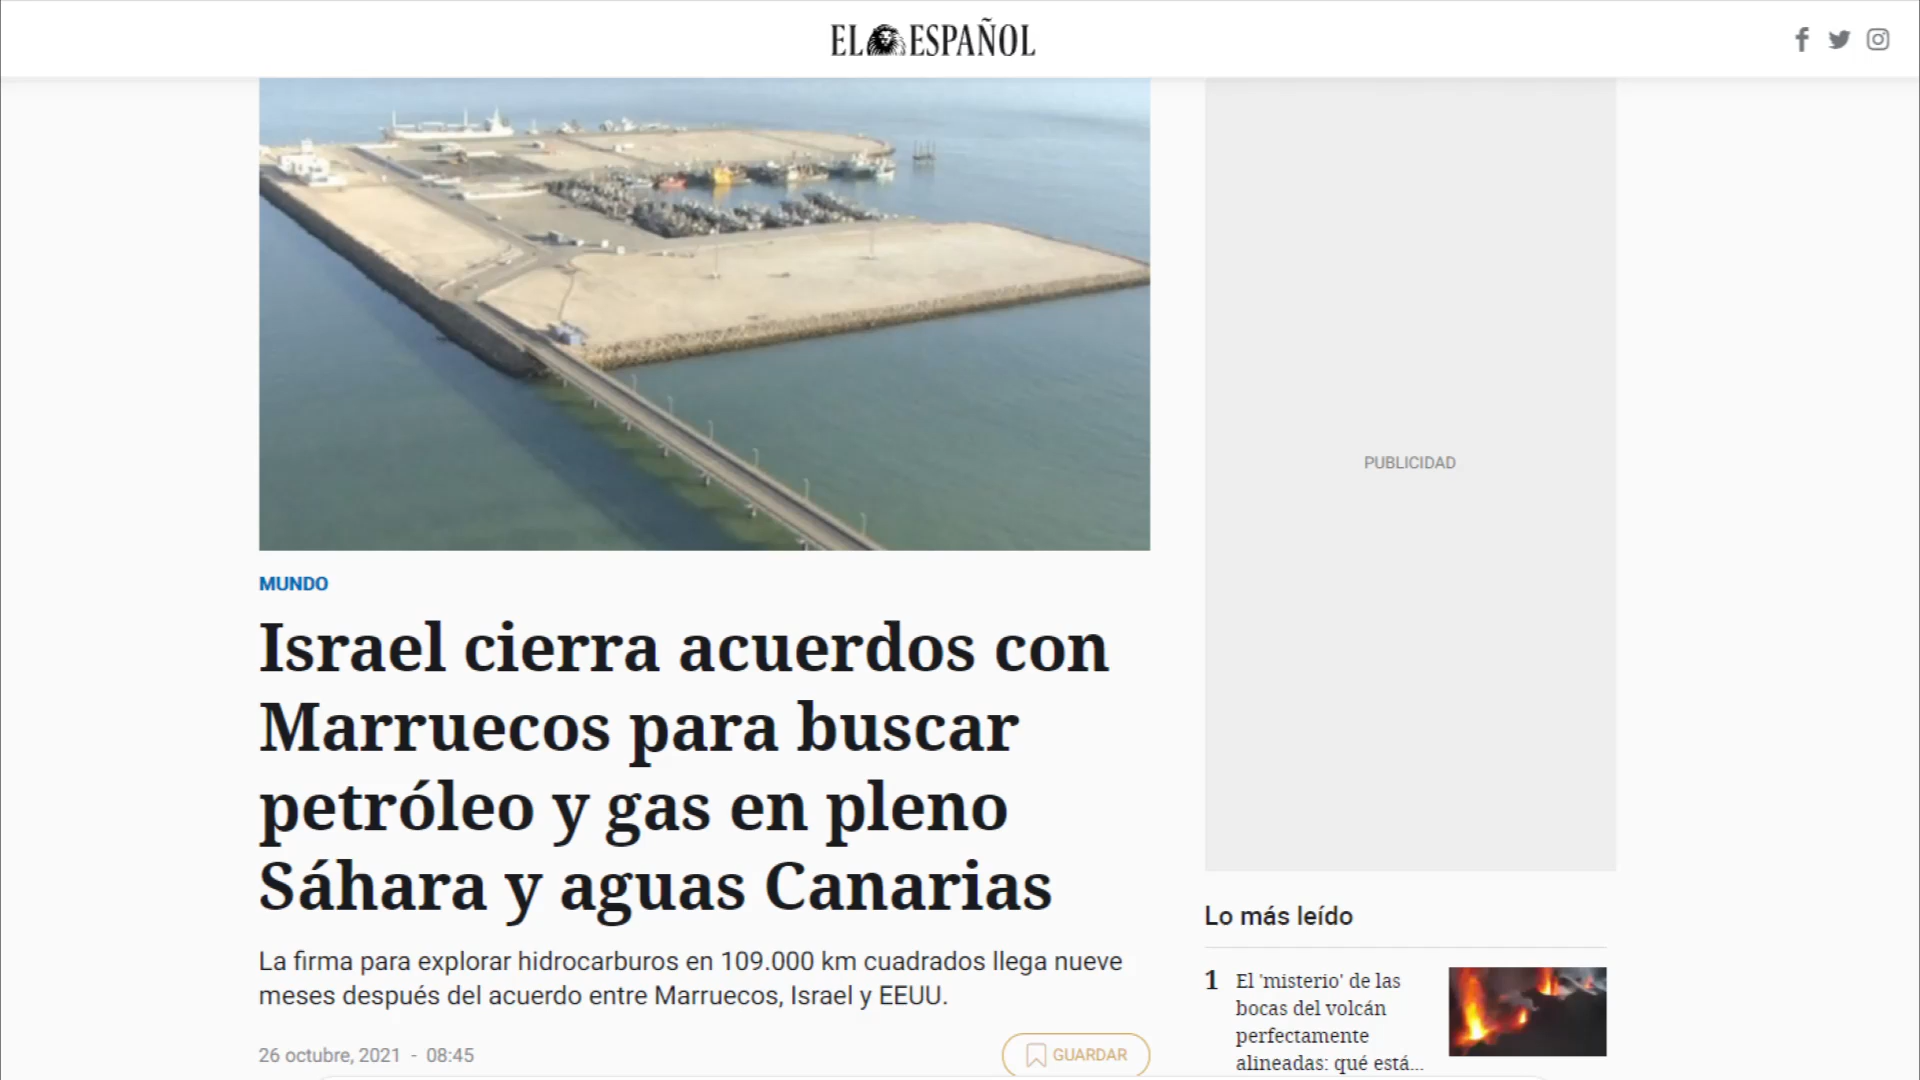 EL ESPAÑOL
PUBLICIDAD
MUNDO
Israel cierra acuerdos con
Marruecos para buscar
petróleo y gas en pleno
Sáhara y aguas Canarias
La firma para explorar hidrocarburos en 109.000 km cuadrados llega nueve
meses después del acuerdo entre Marruecos, Israel y EEUU.
26 octubre, 2021 - 08:45
GUARDAR
Lo más leído
1 El 'misterio' de las
bocas del volcán
perfectamente
alineadas: qué está...